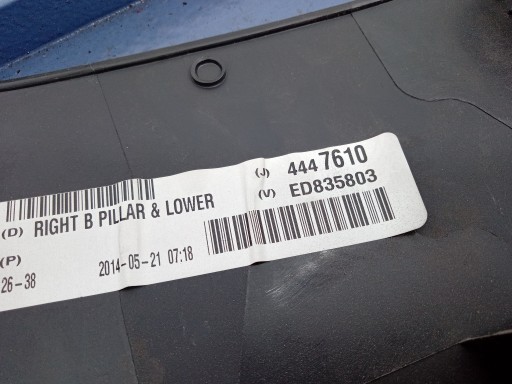 (J) 444 7610
(V) ED835803
(D) RIGHT B PILLAR & LOWER
(P)
26-38
2014-05-21 07:18